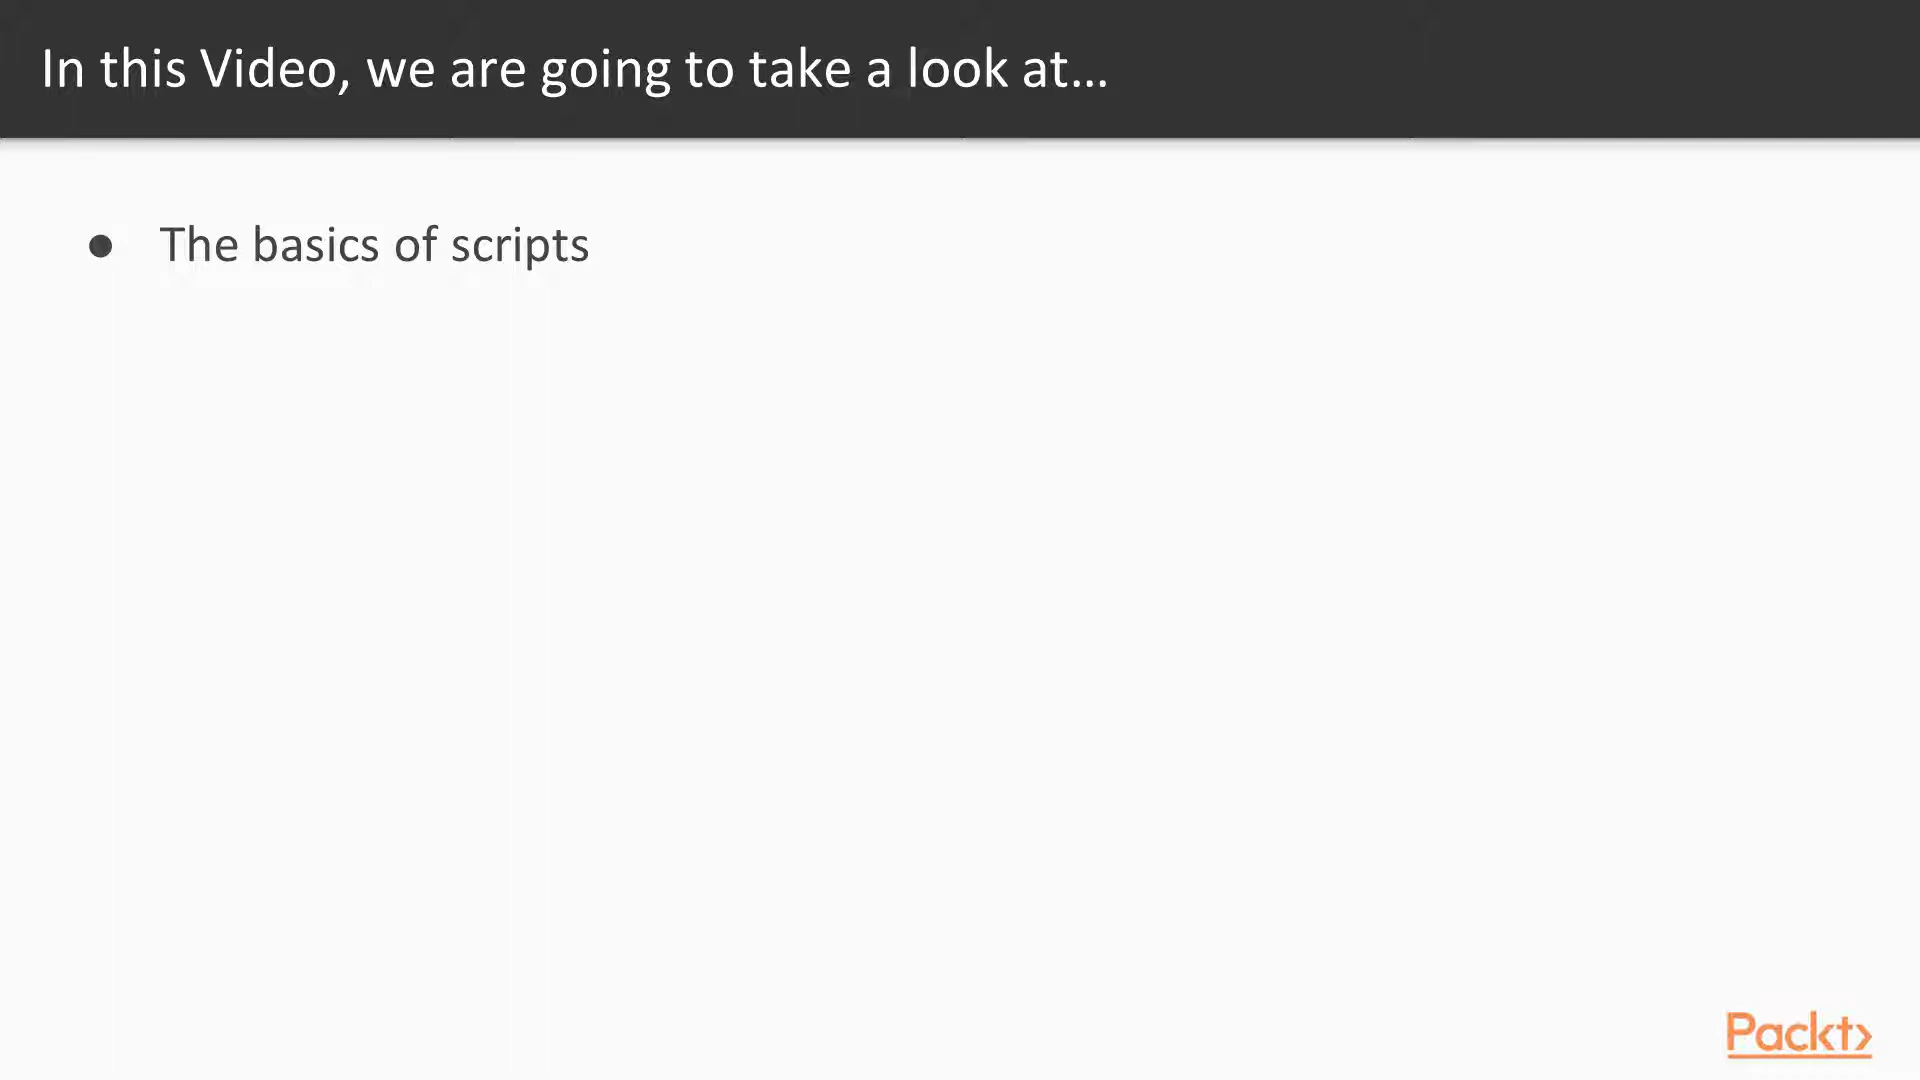 In this Video, we are going to take a look at...
● The basics of scripts
Packt>